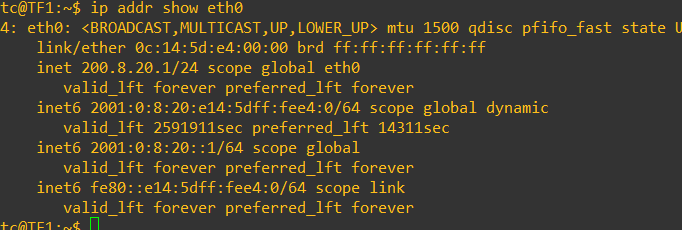 tc@TF1:~$ ip addr show eth0
4: eth0: <BROADCAST,MULTICAST,UP,LOWER_UP> mtu 1500 qdisc pfifo_fast state U
link/ether 0c:14:5d:e4:00:00 brd ff:ff:ff:ff:ff:ff
inet 200.8.20.1/24 scope global eth0
valid_lft forever preferred_lft forever
inet6 2001:0:8:20:e14:5dff:fee4:0/64 scope global dynamic
valid_lft 2591911sec preferred_lft 14311sec
inet6 2001:0:8:20::1/64 scope global
valid_lft forever preferred_lft forever
inet6 fe80::e14:5dff:fee4:0/64 scope link
valid_lft forever preferred_lft forever
tc@TF1:~$